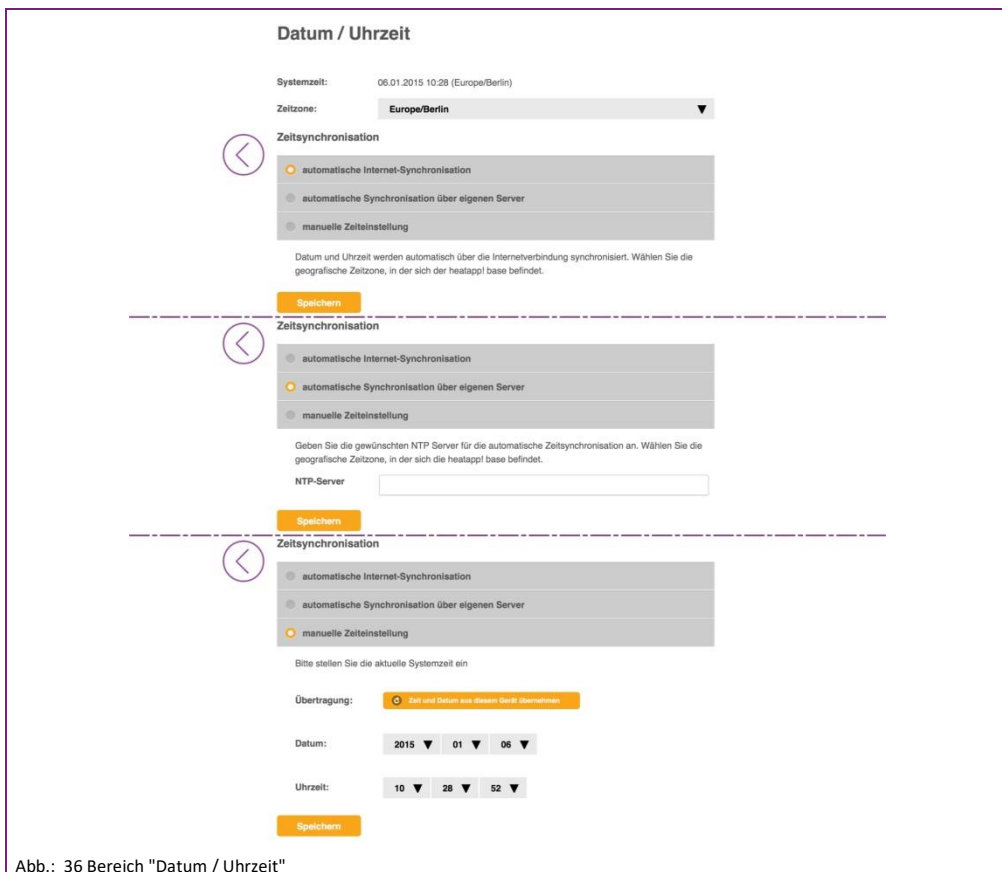 Datum / Uhrzeit
Systemzeit: 06.01.2015 10:28 (Europe/Berlin)
Zeitzone: Europe/Berlin
Zeitsynchronisation
automatische Internet-Synchronisation
automatische Synchronisation über eigenen Server
manuelle Zeiteinstellung
Datum und Uhrzeit werden automatisch über die Internetverbindung synchronisiert. Wählen Sie die
geografische Zeitzone, in der sich der heatapp! base befindet.
Speichern
Zeitsynchronisation
automatische Internet-Synchronisation
automatische Synchronisation über eigenen Server
manuelle Zeiteinstellung
Geben Sie die gewünschten NTP Server für die automatische Zeitsynchronisation an. Wählen Sie die
geografische Zeitzone, in der sich die heatapp! base befindet.
NTP-Server
Speichern
Zeitsynchronisation
automatische Internet-Synchronisation
automatische Synchronisation über eigenen Server
manuelle Zeiteinstellung
Bitte stellen Sie die aktuelle Systemzeit ein
Übertragung: Zeit und Datum aus diesem Gerät übernehmen
Datum: 2015 01 06
Uhrzeit: 10 28 52
Speichern
Abb.: 36 Bereich "Datum / Uhrzeit"